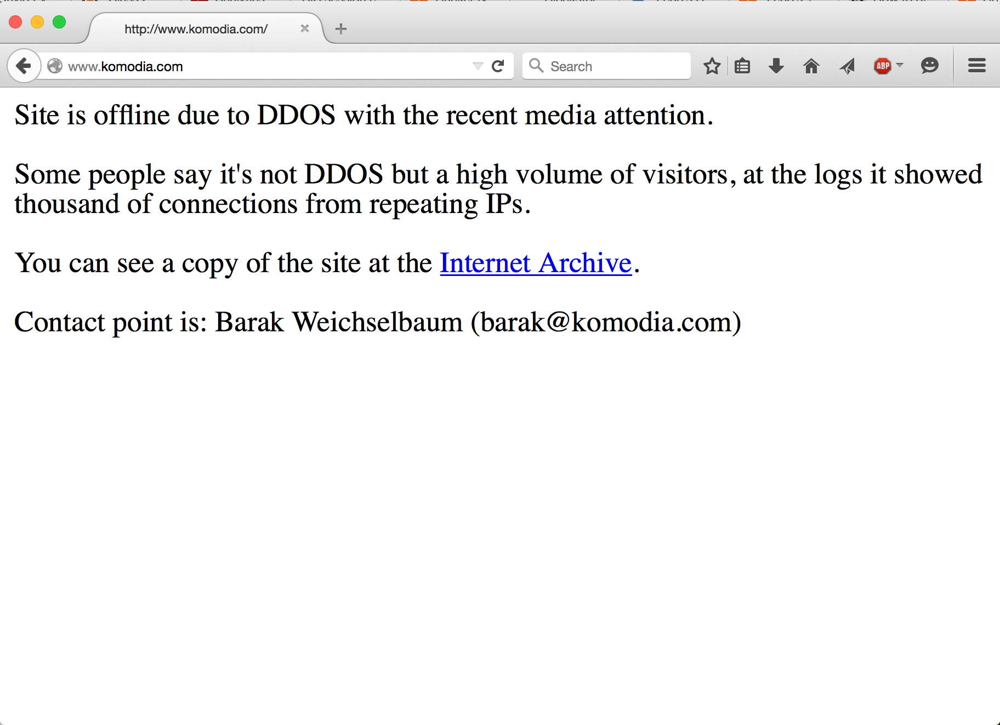 http://www.komodia.com/
www.komodia.com
Search
ABP
Site is offline due to DDOS with the recent media attention.
Some people say it's not DDOS but a high volume of visitors, at the logs it showed
thousand of connections from repeating IPs.
You can see a copy of the site at the Internet Archive.
Contact point is: Barak Weichselbaum (barak@komodia.com)